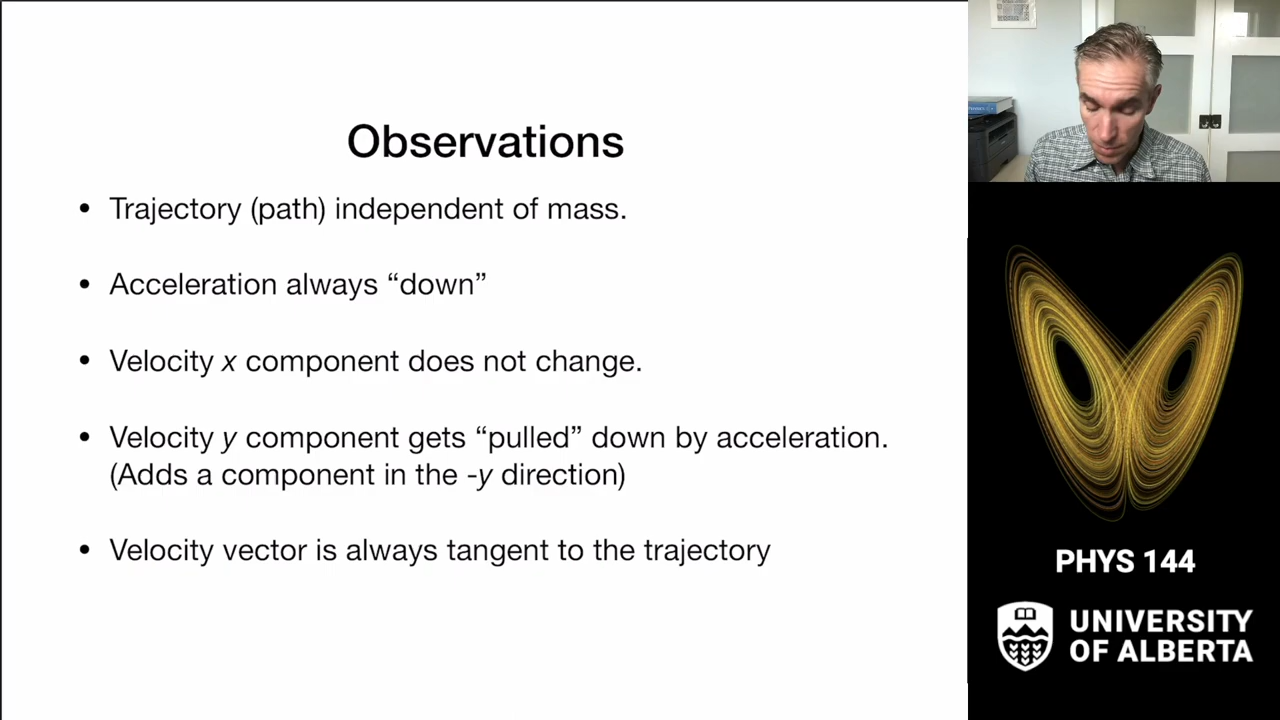 Observations
• Trajectory (path) independent of mass.
• Acceleration always “down”
• Velocity x component does not change.
• Velocity y component gets “pulled” down by acceleration.
(Adds a component in the -y direction)
• Velocity vector is always tangent to the trajectory
PHYS 144
UNIVERSITY
OF ALBERTA